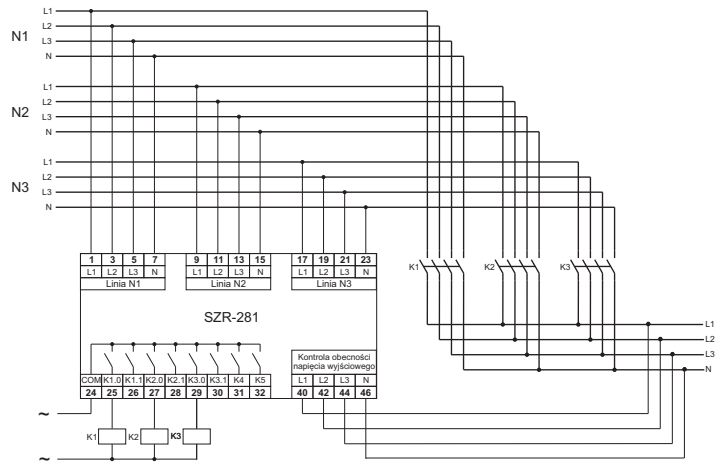 L1
L2
N1
L3
N
L1
L2
N2
L3
N
L1
L2
N3
L3
N
1 3 5 7 9 11 13 15 17 19 21 23
L1 L2 L3 N L1 L2 L3 N L1 L2 L3 N
Linia N1 Linia N2 Linia N3
K1 K2 K3
SZR-281
L1
L2
L3
N
Kontrola obecności
napięcia wyjściowego
COM K1.0 K1.1 K2.0 K2.1 K3.0 K3.1 K4 K5 L1 L2 L3 N
24 25 26 27 28 29 30 31 32 40 42 44 46
~
K1 K2 K3
~